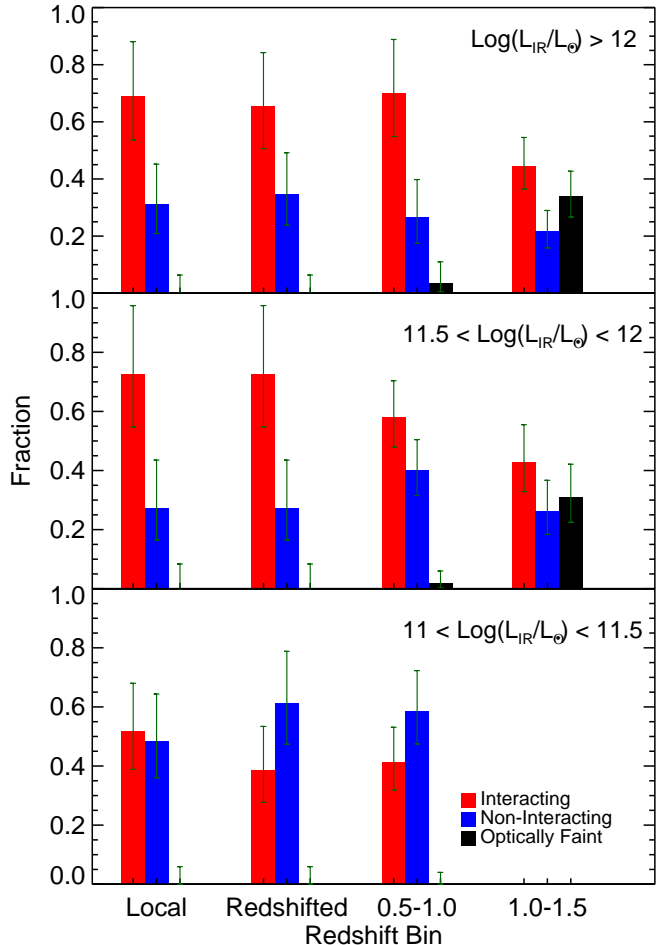 Fraction
1.0
0.8
0.6
0.4
0.2
Log(L_IR/L_⊙) > 12
1.0
0.8
0.6
0.4
0.2
11.5 < Log(L_IR/L_⊙) < 12
1.0
0.8
0.6
0.4
0.2
0.0
11 < Log(L_IR/L_⊙) < 11.5
Interacting
Non-Interacting
Optically Faint
Local Redshifted 0.5-1.0 1.0-1.5
Redshift Bin